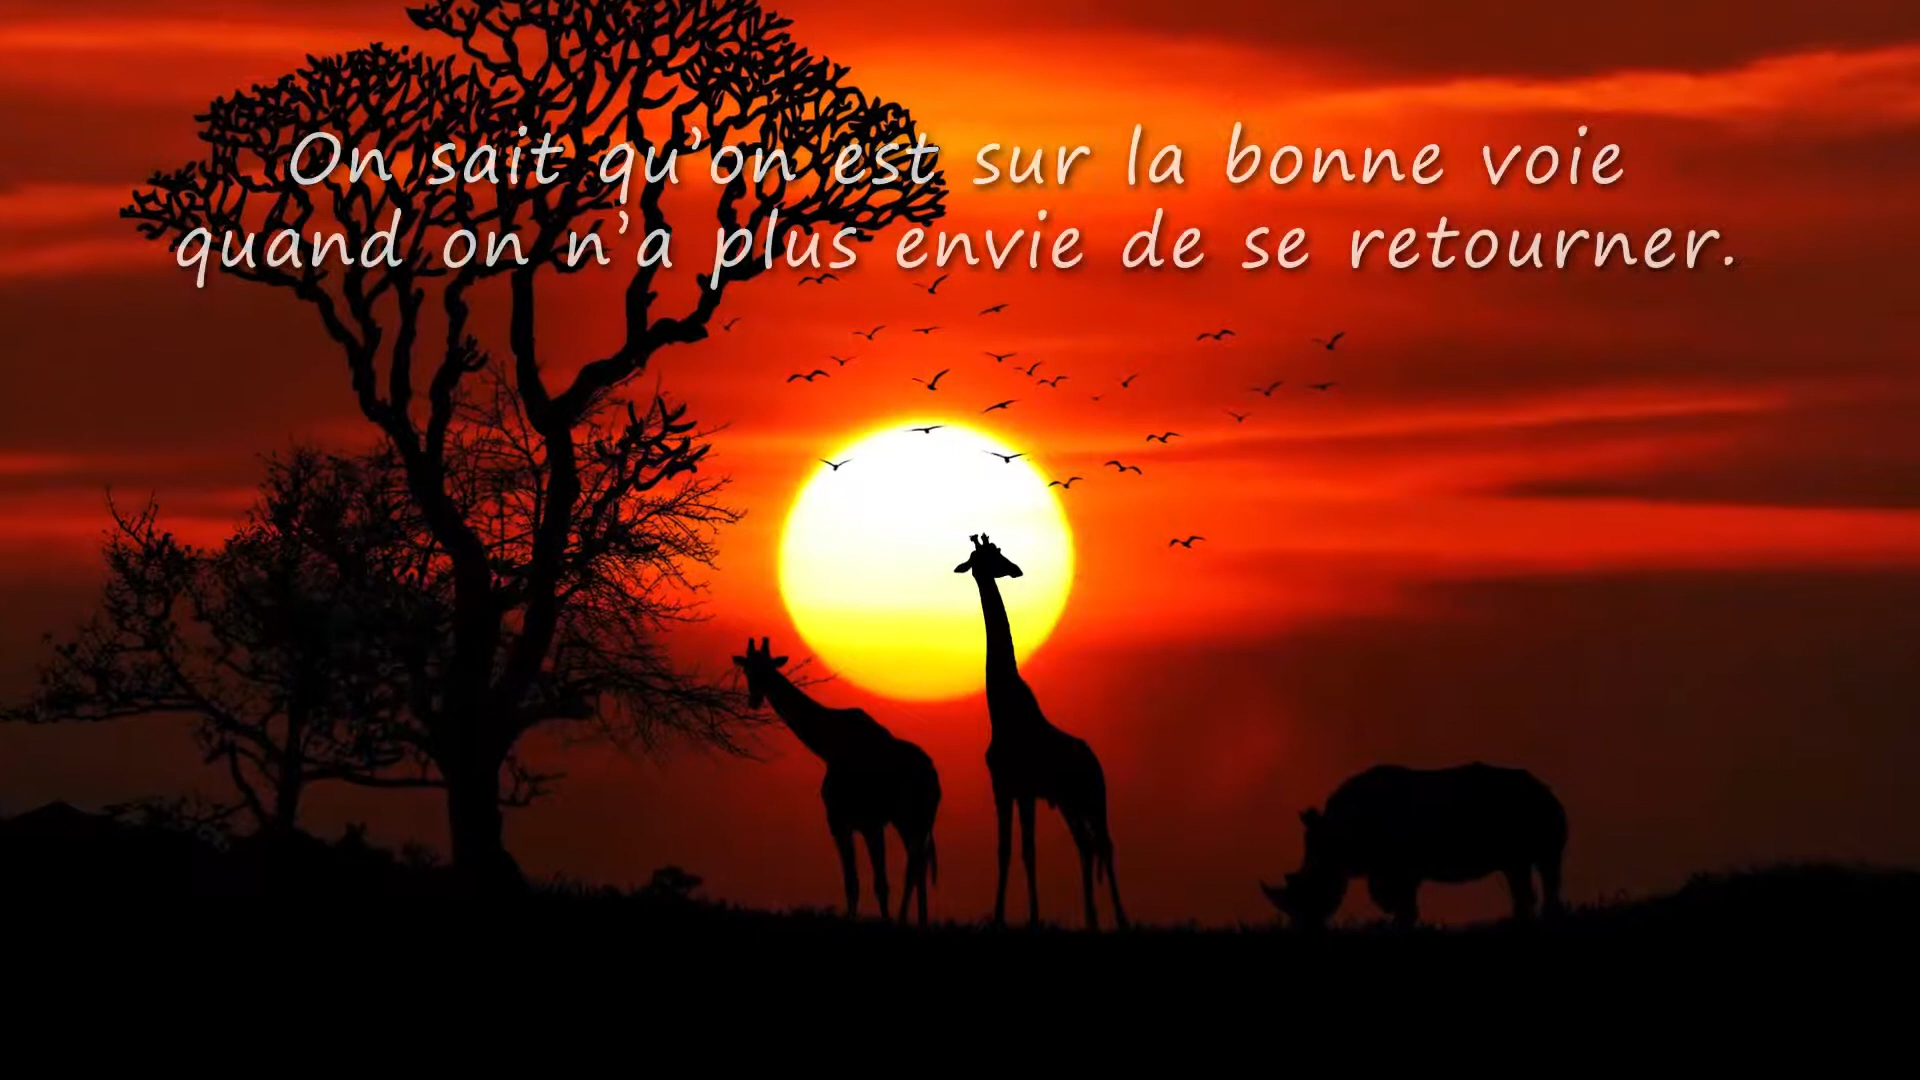 On sait qu’on est sur la bonne voie
quand on n’a plus envie de se retourner.